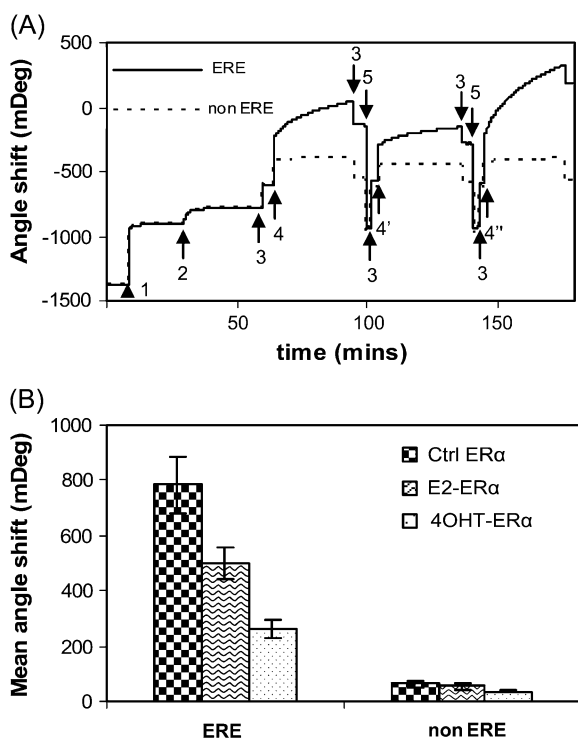 (A)
500
0
-500
-1000
-1500
Angle shift (mDeg)
ERE
non ERE
3
5
3
5
1
2
3
4
4'
3
4"
3
50
100
150
time (mins)
(B)
1000
800
600
400
200
0
Mean angle shift (mDeg)
Ctrl ERα
E2-ERα
4OHT-ERα
ERE
non ERE